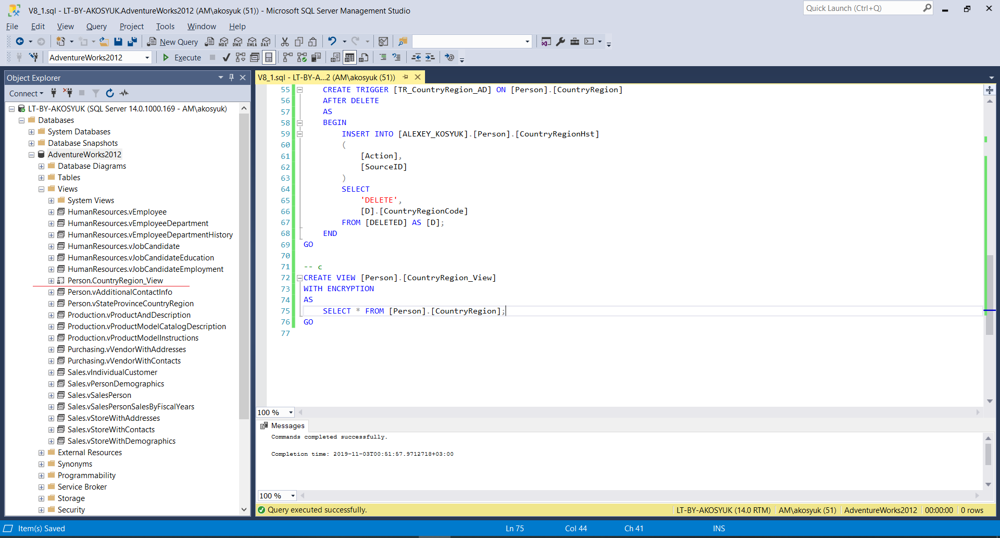 V8_1.sql - LT-BY-AKOSYUK.AdventureWorks2012 (AM\akosyuk (51)) - Microsoft SQL Server Management Studio
Quick Launch (Ctrl+Q)
File Edit View Query Project Tools Window Help
New Query MDX DMX XMLA DAX
AdventureWorks2012 Execute
Object Explorer
Connect
LT-BY-AKOSYUK (SQL Server 14.0.1000.169 - AM\akosyuk)
Databases
System Databases
Database Snapshots
AdventureWorks2012
Database Diagrams
Tables
Views
System Views
HumanResources.vEmployee
HumanResources.vEmployeeDepartment
HumanResources.vEmployeeDepartmentHistory
HumanResources.vJobCandidate
HumanResources.vJobCandidateEducation
HumanResources.vJobCandidateEmployment
Person.CountryRegion_View
Person.vAdditionalContactInfo
Person.vStateProvinceCountryRegion
Production.vProductAndDescription
Production.vProductModelCatalogDescription
Production.vProductModelInstructions
Purchasing.vVendorWithAddresses
Purchasing.vVendorWithContacts
Sales.vIndividualCustomer
Sales.vPersonDemographics
Sales.vSalesPerson
Sales.vSalesPersonSalesByFiscalYears
Sales.vStoreWithAddresses
Sales.vStoreWithContacts
Sales.vStoreWithDemographics
External Resources
Synonyms
Programmability
Service Broker
Storage
Security
V8_1.sql - LT-BY-A...2 (AM\akosyuk (51))
55 CREATE TRIGGER [TR_CountryRegion_AD] ON [Person].[CountryRegion]
56 AFTER DELETE
57 AS
58 BEGIN
59 INSERT INTO [ALEXEY_KOSYUK].[Person].[CountryRegionHst]
60 (
61 [Action],
62 [SourceID]
63 )
64 SELECT
65 'DELETE',
66 [D].[CountryRegionCode]
67 FROM [DELETED] AS [D];
68 END
69 GO
70
71 -- c
72 CREATE VIEW [Person].[CountryRegion_View]
73 WITH ENCRYPTION
74 AS
75 SELECT * FROM [Person].[CountryRegion];
76 GO
77
100 %
Messages
Commands completed successfully.
Completion time: 2019-11-03T00:51:57.9712718+03:00
100 %
Query executed successfully. LT-BY-AKOSYUK (14.0 RTM) AM\akosyuk (51) AdventureWorks2012 00:00:00 0 rows
Item(s) Saved Ln 75 Col 44 Ch 41 INS